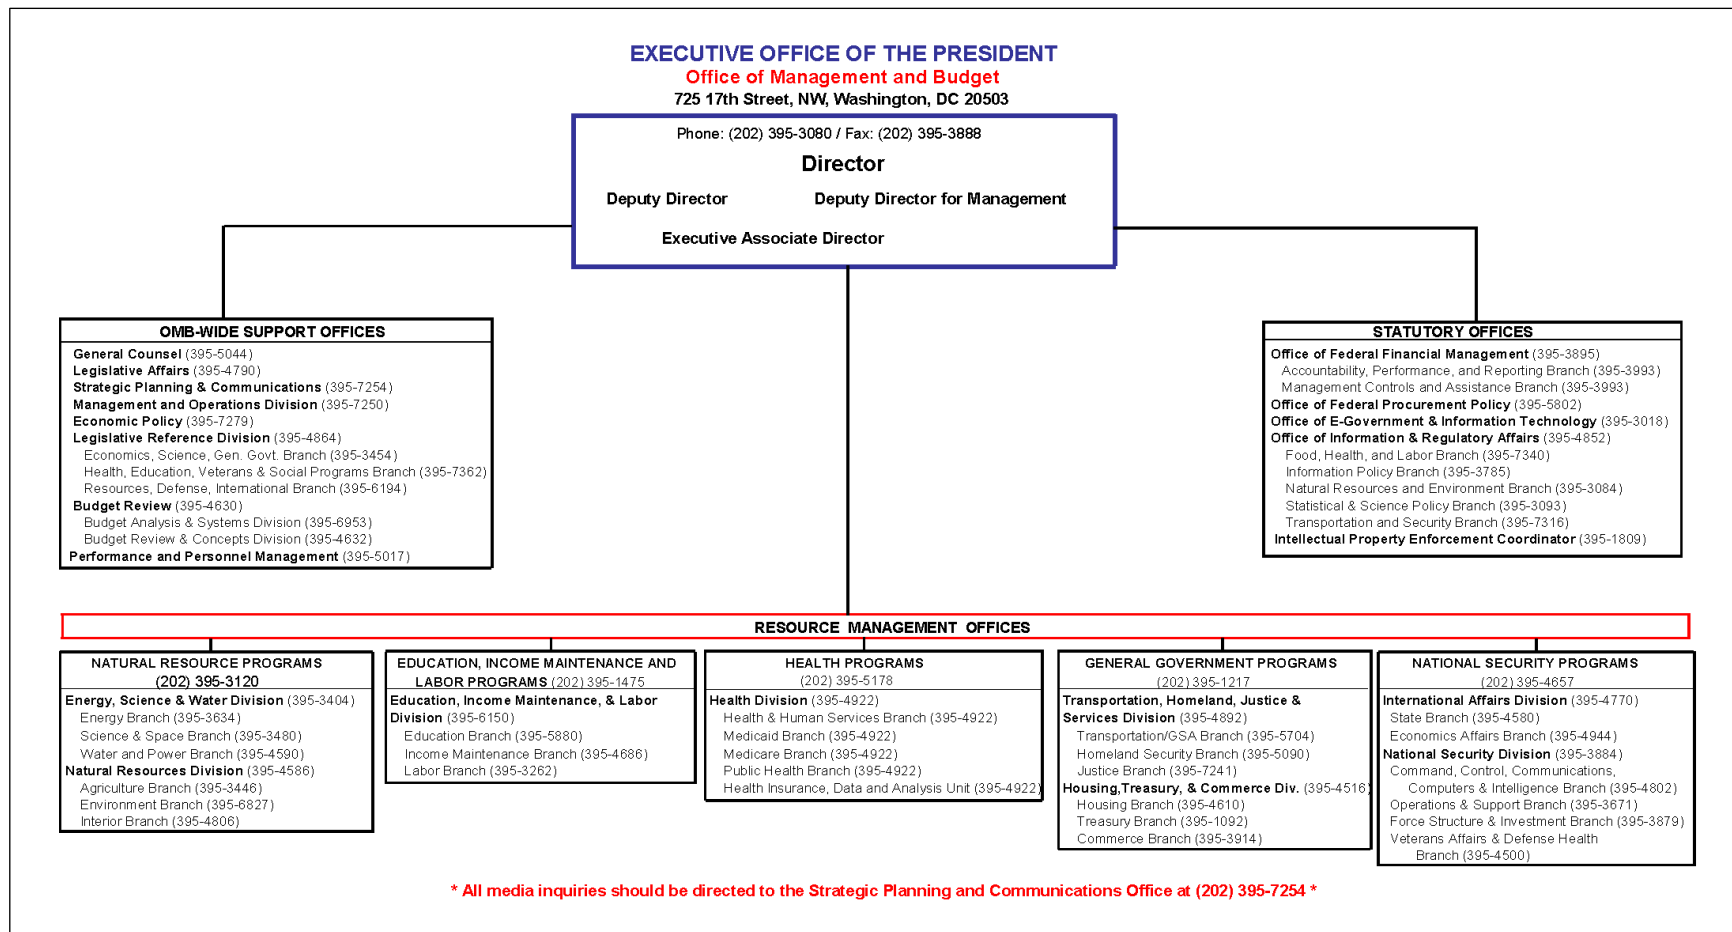 EXECUTIVE OFFICE OF THE PRESIDENT
Office of Management and Budget
725 17th Street, NW, Washington, DC 20503
Phone: (202) 395-3080 / Fax: (202) 395-3888
Director
Deputy Director Deputy Director for Management
Executive Associate Director
OMB-WIDE SUPPORT OFFICES
General Counsel (395-5044)
Legislative Affairs (395-4790)
Strategic Planning & Communications (395-7254)
Management and Operations Division (395-7250)
Economic Policy (395-7279)
Legislative Reference Division (395-4864)
Economics, Science, Gen. Govt. Branch (395-3454)
Health, Education, Veterans & Social Programs Branch (395-7362)
Resources, Defense, International Branch (395-6194)
Budget Review (395-4630)
Budget Analysis & Systems Division (395-6953)
Budget Review & Concepts Division (395-4632)
Performance and Personnel Management (395-5017)
STATUTORY OFFICES
Office of Federal Financial Management (395-3895)
Accountability, Performance, and Reporting Branch (395-3993)
Management Controls and Assistance Branch (395-3993)
Office of Federal Procurement Policy (395-5802)
Office of E-Government & Information Technology (395-3018)
Office of Information & Regulatory Affairs (395-4852)
Food, Health, and Labor Branch (395-7340)
Information Policy Branch (395-3785)
Natural Resources and Environment Branch (395-3084)
Statistical & Science Policy Branch (395-3093)
Transportation and Security Branch (395-7316)
Intellectual Property Enforcement Coordinator (395-1809)
RESOURCE MANAGEMENT OFFICES
NATURAL RESOURCE PROGRAMS
(202) 395-3120
Energy, Science & Water Division (395-3404)
Energy Branch (395-3634)
Science & Space Branch (395-3480)
Water and Power Branch (395-4590)
Natural Resources Division (395-4586)
Agriculture Branch (395-3446)
Environment Branch (395-6827)
Interior Branch (395-4806)
EDUCATION, INCOME MAINTENANCE AND
LABOR PROGRAMS (202) 395-1475
Education, Income Maintenance, & Labor
Division (395-6150)
Education Branch (395-5880)
Income Maintenance Branch (395-4686)
Labor Branch (395-3262)
HEALTH PROGRAMS
(202) 395-5178
Health Division (395-4922)
Health & Human Services Branch (395-4922)
Medicaid Branch (395-4922)
Medicare Branch (395-4922)
Public Health Branch (395-4922)
Health Insurance, Data and Analysis Unit (395-4922)
GENERAL GOVERNMENT PROGRAMS
(202) 395-1217
Transportation, Homeland, Justice &
Services Division (395-4892)
Transportation/GSA Branch (395-5704)
Homeland Security Branch (395-5090)
Justice Branch (395-7241)
Housing,Treasury, & Commerce Div. (395-4516)
Housing Branch (395-4610)
Treasury Branch (395-1092)
Commerce Branch (395-3914)
NATIONAL SECURITY PROGRAMS
(202) 395-4657
International Affairs Division (395-4770)
State Branch (395-4580)
Economics Affairs Branch (395-4944)
National Security Division (395-3884)
Command, Control, Communications,
Computers & Intelligence Branch (395-4802)
Operations & Support Branch (395-3671)
Force Structure & Investment Branch (395-3879)
Veterans Affairs & Defense Health
Branch (395-4500)
* All media inquiries should be directed to the Strategic Planning and Communications Office at (202) 395-7254 *